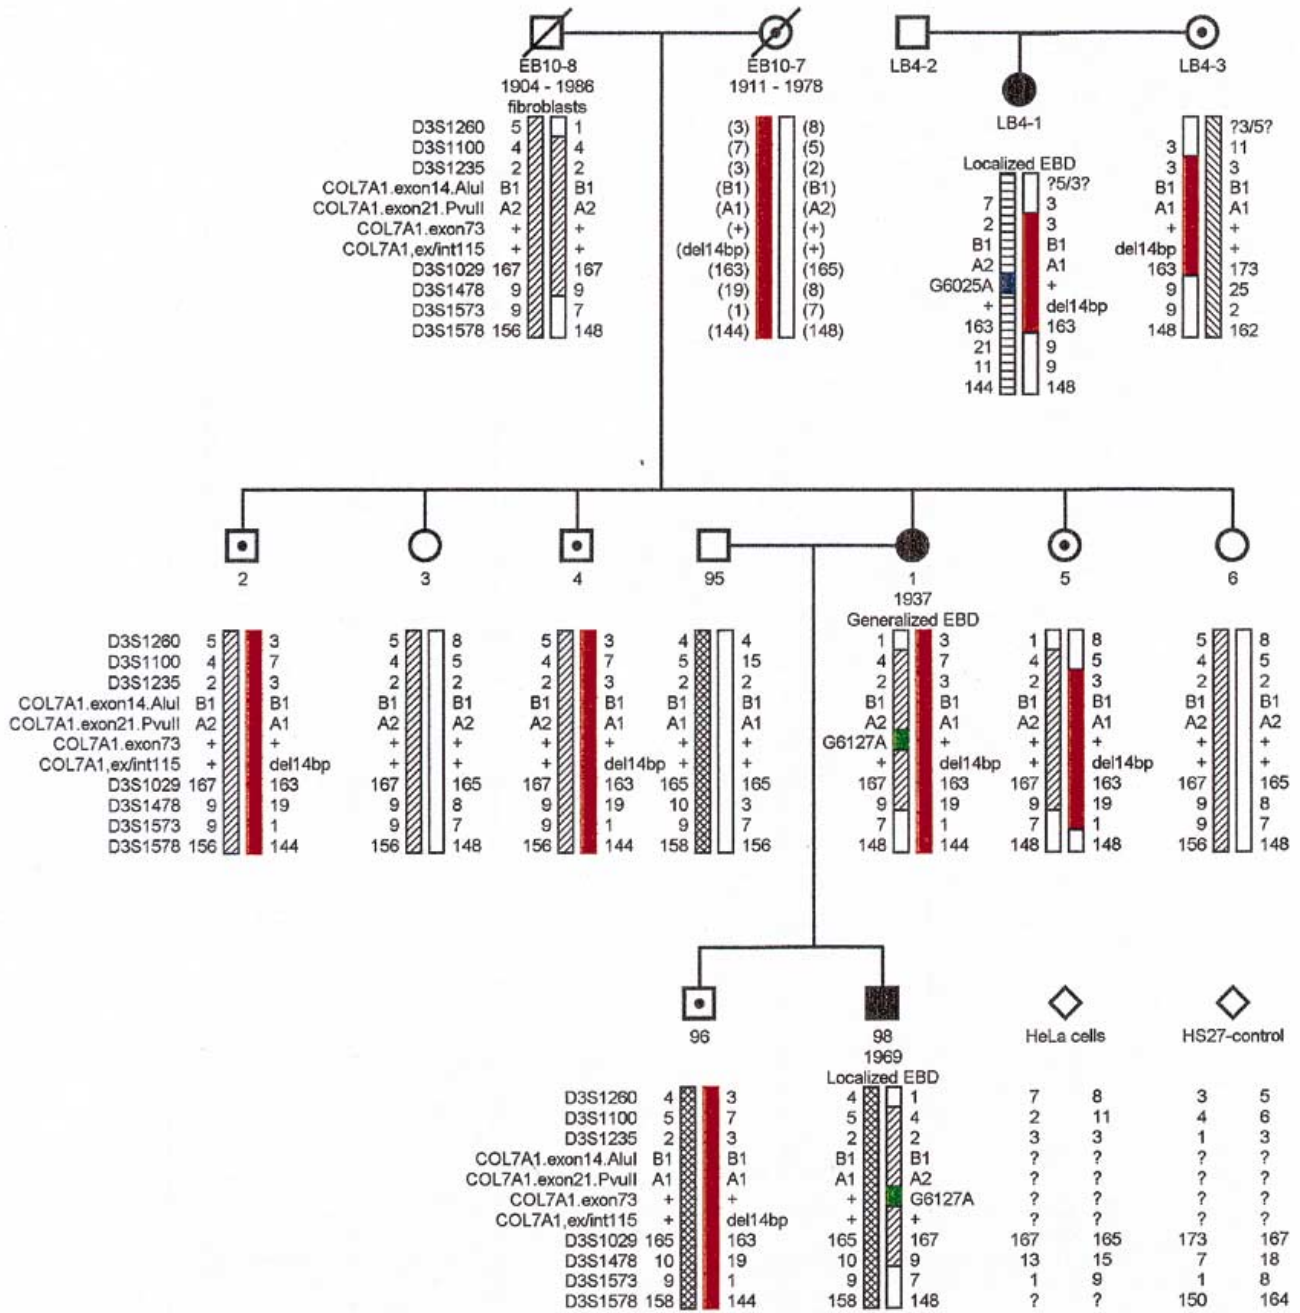 EB10-8
1904 - 1986
fibroblasts
EB10-7
1911 - 1978
LB4-2
LB4-3
LB4-1
Localized EBD
D3S1260 5 1 (3) (8)
D3S1100 4 4 (7) (5)
D3S1235 2 2 (3) (2)
COL7A1.exon14.AluI B1 B1 (B1) (B1)
COL7A1.exon21.PvuII A2 A2 (A1) (A2)
COL7A1.exon73 + + (+) (+)
COL7A1,ex/int115 + + (del14bp) (+)
D3S1029 167 167 (163) (165)
D3S1478 9 9 (19) (8)
D3S1573 9 7 (1) (7)
D3S1578 156 148 (144) (148)
?5/3?
7 3
2 3
B1 B1
A2 A1
G6025A +
+ del14bp
163 163
21 9
11 9
144 148
?3/5?
3 11
3 3
B1 B1
A1 A1
+ +
del14bp +
163 173
9 25
9 2
148 162
2 3 4 95 1 5 6
1937
Generalized EBD
D3S1260 5 3 5 8 5 3 4 4 1 3 1 8 5 8
D3S1100 4 7 4 5 4 7 5 15 4 7 4 5 4 5
D3S1235 2 3 2 2 2 3 2 2 2 3 2 3 2 2
COL7A1.exon14.AluI B1 B1 B1 B1 B1 B1 B1 B1 B1 B1 B1 B1 B1 B1
COL7A1.exon21.PvuII A2 A1 A2 A2 A2 A1 A1 A1 A2 A1 A2 A1 A2 A2
COL7A1.exon73 + + + + + + + + G6127A + + + + +
COL7A1,ex/int115 + del14bp + + + del14bp + + + del14bp + del14bp + +
D3S1029 167 163 167 165 167 163 165 165 167 163 167 163 167 165
D3S1478 9 19 9 8 9 19 10 3 9 19 9 19 9 8
D3S1573 9 1 9 7 9 1 9 7 7 1 7 1 9 7
D3S1578 156 144 156 148 156 144 158 156 148 144 148 148 156 148
96 98 HeLa cells HS27-control
1969
Localized EBD
D3S1260 4 3 4 1 7 8 3 5
D3S1100 5 7 5 4 2 11 4 6
D3S1235 2 3 2 2 3 3 1 3
COL7A1.exon14.AluI B1 B1 B1 B1 ? ? ? ?
COL7A1.exon21.PvuII A1 A1 A1 A2 ? ? ? ?
COL7A1.exon73 + + + G6127A ? ? ? ?
COL7A1,ex/int115 + del14bp + + ? ? ? ?
D3S1029 165 163 165 167 167 165 173 167
D3S1478 10 19 10 9 13 15 7 18
D3S1573 9 1 9 7 1 9 1 8
D3S1578 158 144 158 148 ? ? 150 164